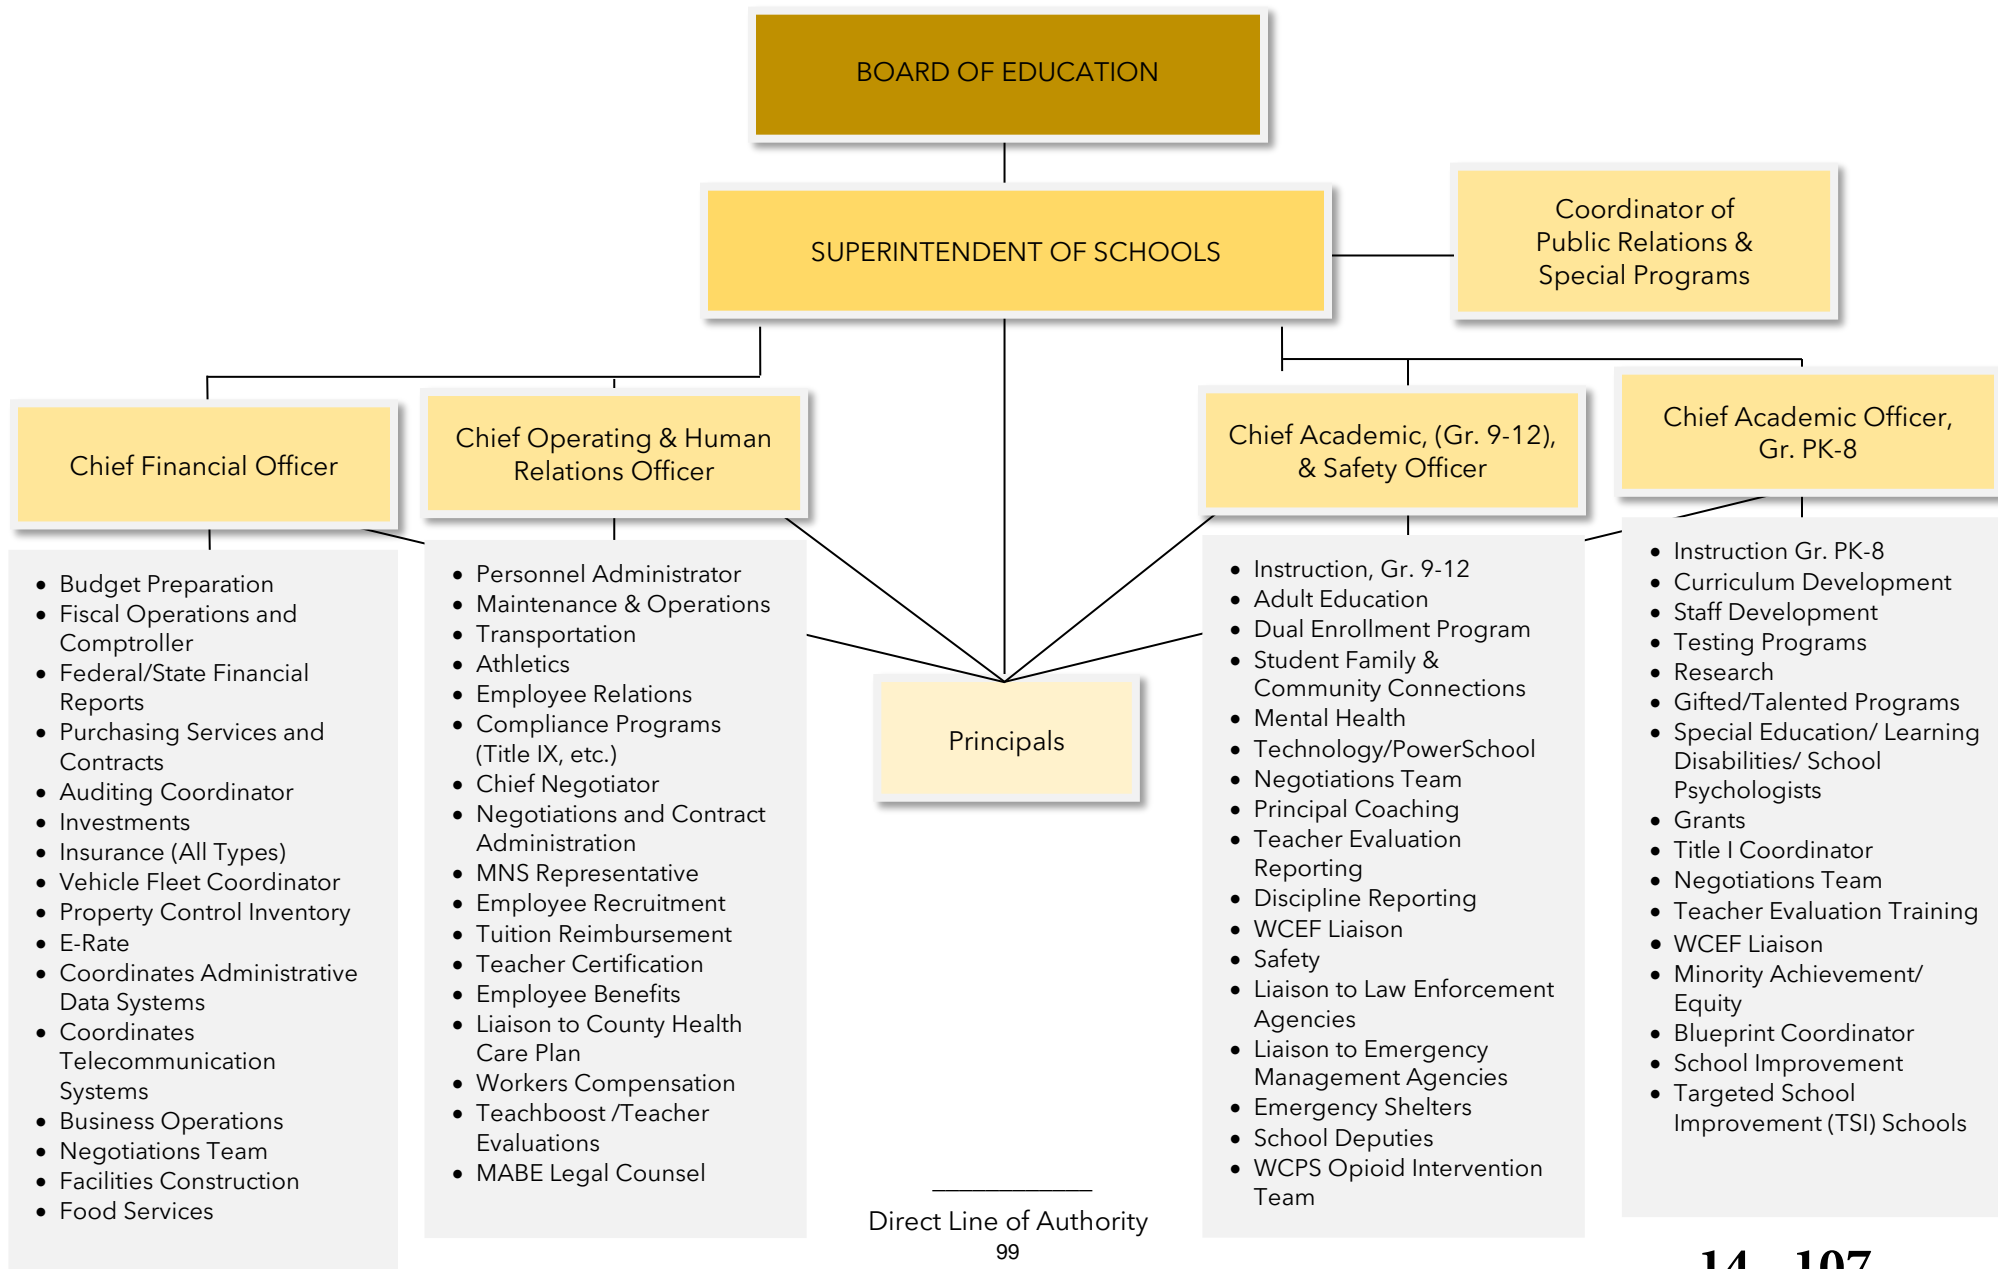 BOARD OF EDUCATION
SUPERINTENDENT OF SCHOOLS
Coordinator of
Public Relations &
Special Programs
Chief Financial Officer
Chief Operating & Human
Relations Officer
Chief Academic, (Gr. 9-12),
& Safety Officer
Chief Academic Officer,
Gr. PK-8
• Budget Preparation
• Fiscal Operations and
Comptroller
• Federal/State Financial
Reports
• Purchasing Services and
Contracts
• Auditing Coordinator
• Investments
• Insurance (All Types)
• Vehicle Fleet Coordinator
• Property Control Inventory
• E-Rate
• Coordinates Administrative
Data Systems
• Coordinates
Telecommunication
Systems
• Business Operations
• Negotiations Team
• Facilities Construction
• Food Services
• Personnel Administrator
• Maintenance & Operations
• Transportation
• Athletics
• Employee Relations
• Compliance Programs
(Title IX, etc.)
• Chief Negotiator
• Negotiations and Contract
Administration
• MNS Representative
• Employee Recruitment
• Tuition Reimbursement
• Teacher Certification
• Employee Benefits
• Liaison to County Health
Care Plan
• Workers Compensation
• Teachboost /Teacher
Evaluations
• MABE Legal Counsel
Principals
• Instruction, Gr. 9-12
• Adult Education
• Dual Enrollment Program
• Student Family &
Community Connections
• Mental Health
• Technology/PowerSchool
• Negotiations Team
• Principal Coaching
• Teacher Evaluation
Reporting
• Discipline Reporting
• WCEF Liaison
• Safety
• Liaison to Law Enforcement
Agencies
• Liaison to Emergency
Management Agencies
• Emergency Shelters
• School Deputies
• WCPS Opioid Intervention
Team
• Instruction Gr. PK-8
• Curriculum Development
• Staff Development
• Testing Programs
• Research
• Gifted/Talented Programs
• Special Education/ Learning
Disabilities/ School
Psychologists
• Grants
• Title I Coordinator
• Negotiations Team
• Teacher Evaluation Training
• WCEF Liaison
• Minority Achievement/
Equity
• Blueprint Coordinator
• School Improvement
• Targeted School
Improvement (TSI) Schools
____________
Direct Line of Authority
99
14 - 107